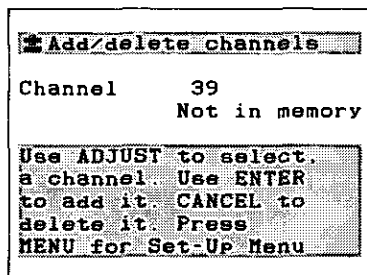 Add/delete channels
Channel 39
Not in memory
Use ADJUST to select.
a channel. Use ENTER
to add it. CANCEL to
delete it. Press
MENU for Set-Up Menu